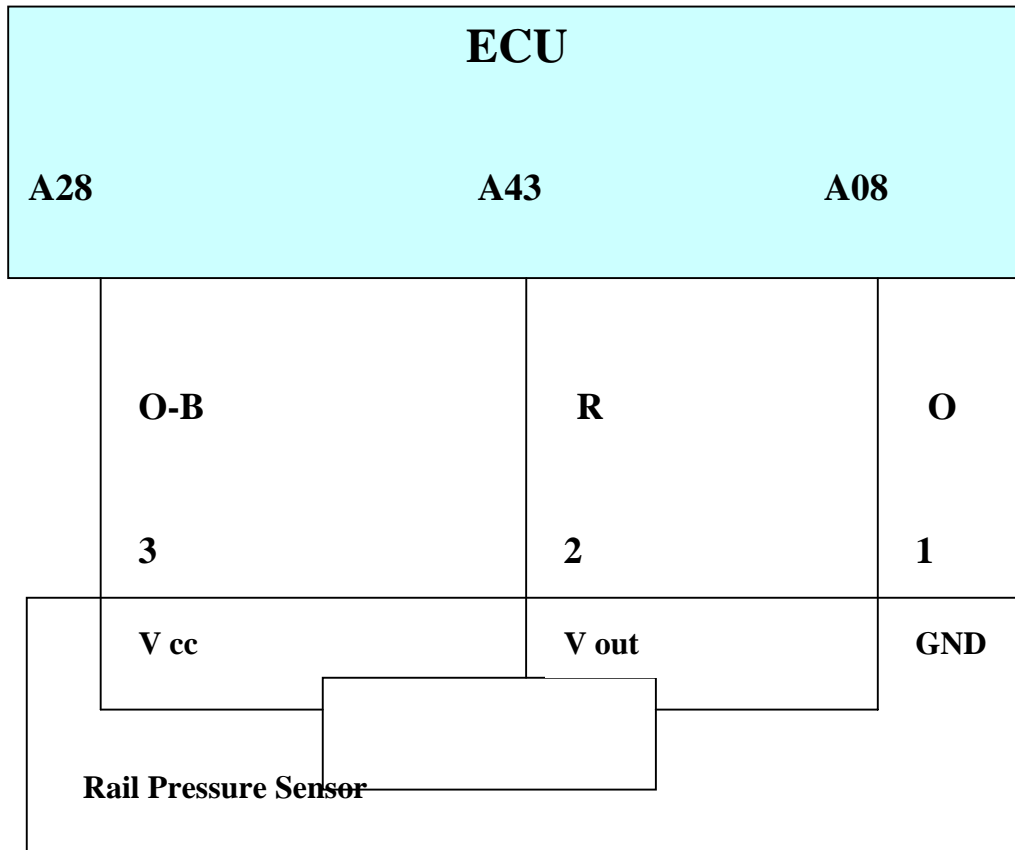 ECU
A28 A43 A08
O-B R O
3 2 1
V cc V out GND
Rail Pressure Sensor